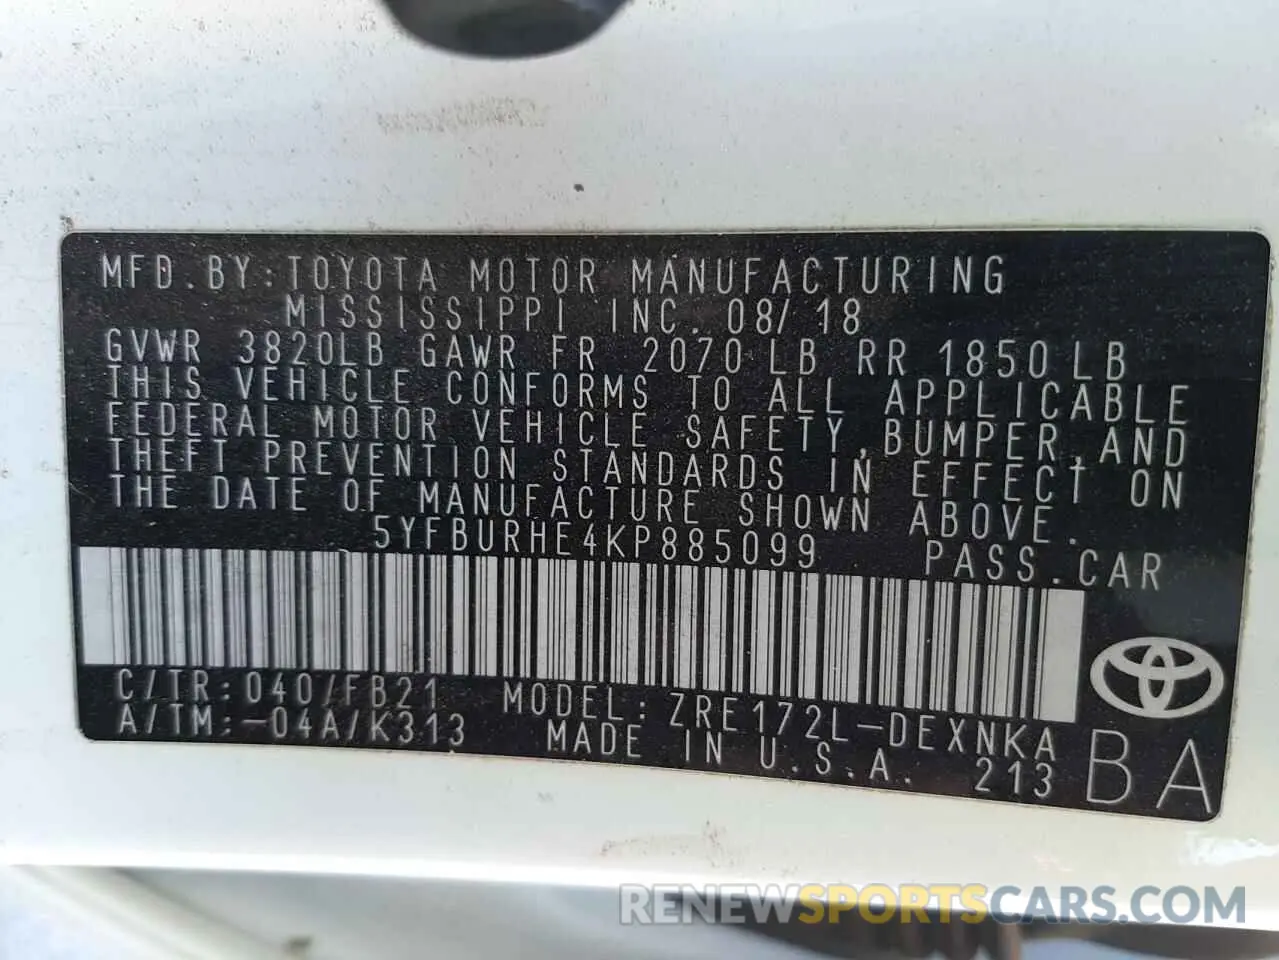 MFD.BY:TOYOTA MOTOR MANUFACTURING
MISSISSIPPI INC. 08/18
GVWR 3820LB GAWR FR 2070LB RR 1850LB
THIS VEHICLE CONFORMS TO ALL APPLICABLE
FEDERAL MOTOR VEHICLE SAFETY,BUMPER,AND
THEFT PREVENTION STANDARDS IN EFFECT ON
THE DATE OF MANUFACTURE SHOWN ABOVE.
5YFBURHE4KP885099 PASS.CAR
C/TR:040/FB21 MODEL:ZRE172L-DEXNKA
A/TM:-04A/K313 MADE IN U.S.A. 213 BA
RENEWSPORTSCARS.COM